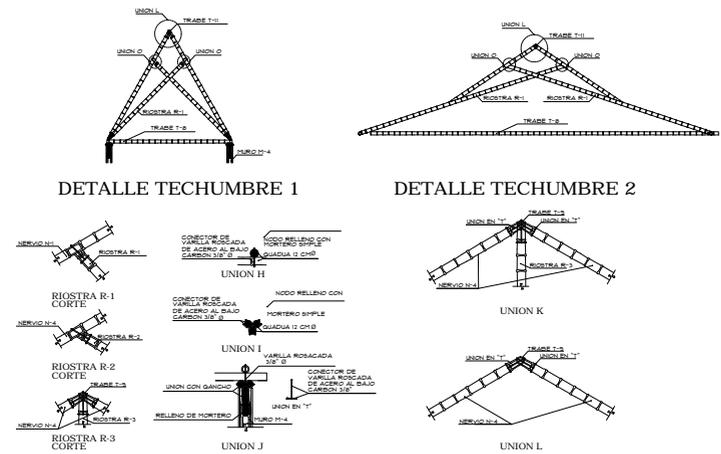 UNION L
TRABE T-11
UNION O
UNION O
RIOSTRA R-1
TRABE T-8
MURO M-4
DETALLE TECHUMBRE 1
UNION L
TRABE T-11
UNION O
UNION O
RIOSTRA R-1
RIOSTRA R-1
TRABE T-8
DETALLE TECHUMBRE 2
NERVIO N-1
RIOSTRA R-1
RIOSTRA R-1
CORTE
NERVIO N-4
RIOSTRA R-2
RIOSTRA R-2
CORTE
TRABE T-5
NERVIO N-4
RIOSTRA R-3
RIOSTRA R-3
CORTE
CONECTOR DE
VARILLA ROSCADA
DE ACERO AL BAJO
CARBON 3/8" Ø
NODO RELLENO CON
MORTERO SIMPLE
GUADUA 12 CMØ
UNION H
CONECTOR DE
VARILLA ROSCADA
DE ACERO AL BAJO
CARBON 3/8" Ø
NODO RELLENO CON
MORTERO SIMPLE
GUADUA 12 CMØ
UNION I
VARILLA ROSACADA
3/8" Ø
UNION CON GANCHO
CONECTOR DE
VARILLA ROSCADA
DE ACERO AL BAJO
CARBON 3/8"
UNION EN "T"
RELLENO DE MORTERO
MURO M-4
UNION J
TRABE T-5
UNION EN "T"
UNION EN "T"
RIOSTRA R-3
NERVIO N-4
UNION K
TRABE T-5
UNION EN "T"
UNION EN "T"
NERVIO N-4
UNION L